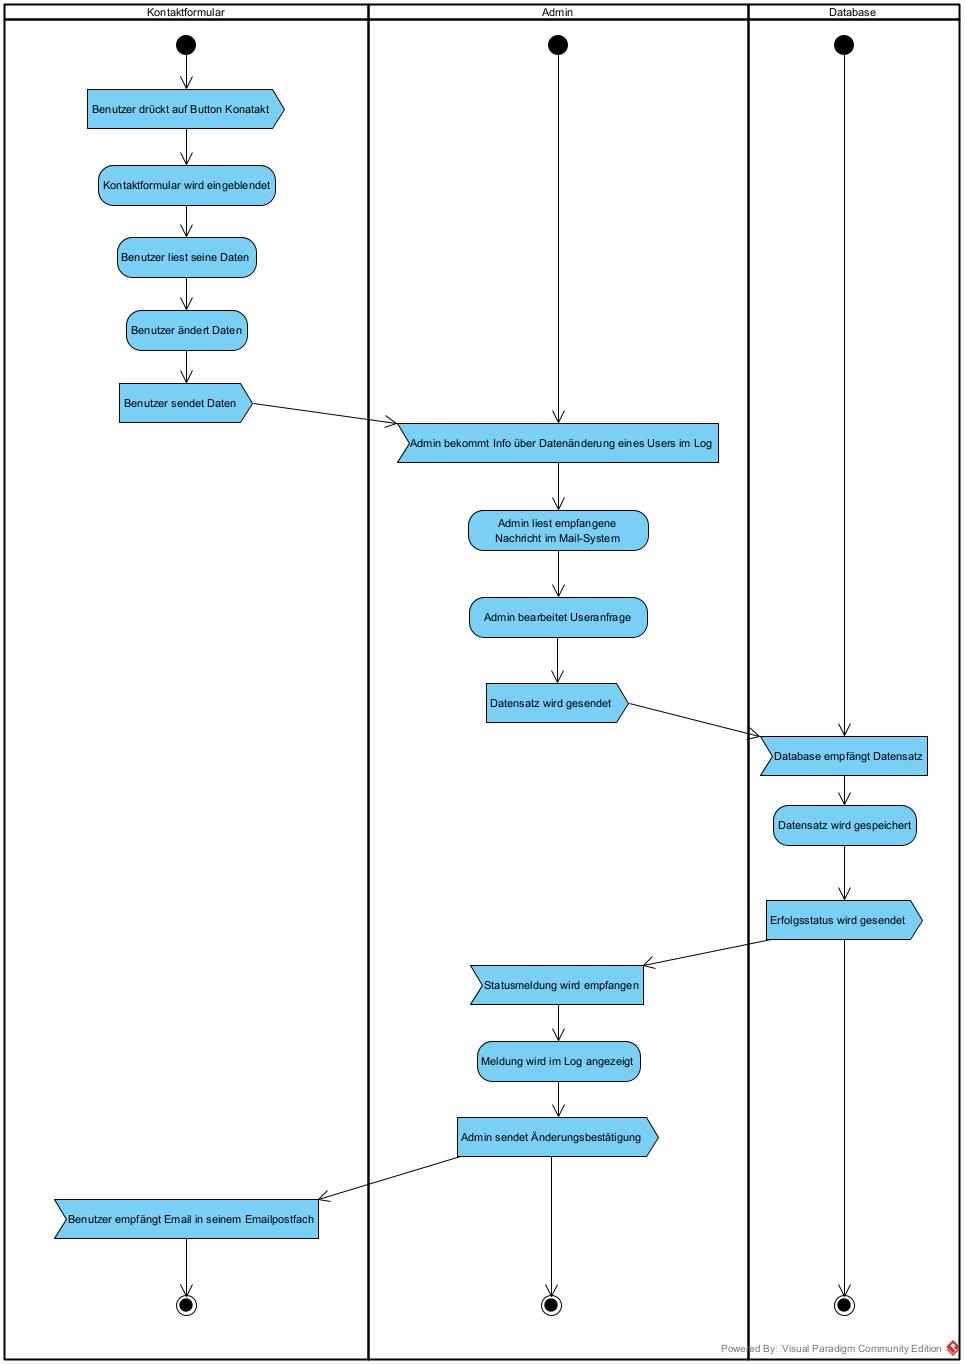 Kontaktformular
Admin
Database
Benutzer drückt auf Button Konatakt
Kontaktformular wird eingeblendet
Benutzer liest seine Daten
Benutzer ändert Daten
Benutzer sendet Daten
Admin bekommt Info über Datenänderung eines Users im Log
Admin liest empfangene
Nachricht im Mail-System
Admin bearbeitet Useranfrage
Datensatz wird gesendet
Database empfängt Datensatz
Datensatz wird gespeichert
Erfolgsstatus wird gesendet
Statusmeldung wird empfangen
Meldung wird im Log angezeigt
Admin sendet Änderungsbestätigung
Benutzer empfängt Email in seinem Emailpostfach
Powered By Visual Paradigm Community Edition